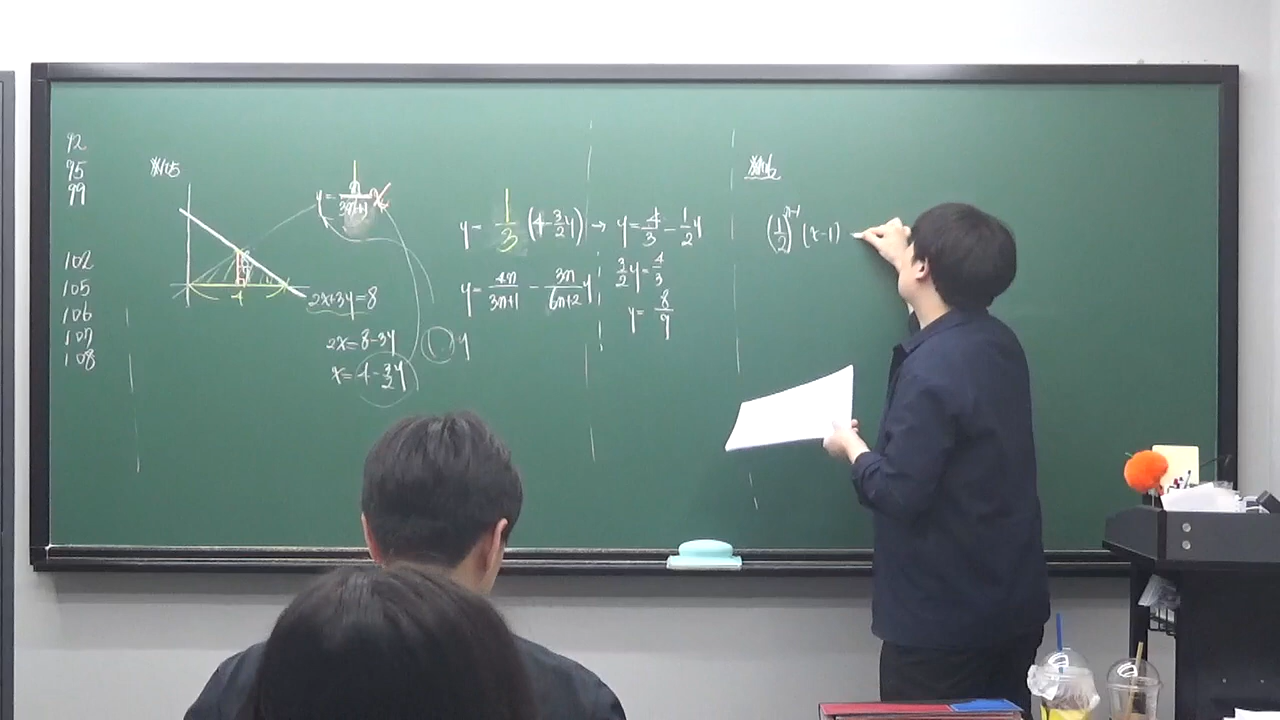 92
95
99
102
105
106
107
108
y = n/(3n+1) x
2x+3y=8
2x=8-3y
x=4-3/2y
y= 1/3 (4-3/2y) → y=4/3-1/2y
y= 4n/(3n+1) - 3n/(6n+2) y
3/2y=4/3
y= 8/9
y
(1/2)^(n-1) (x-1)